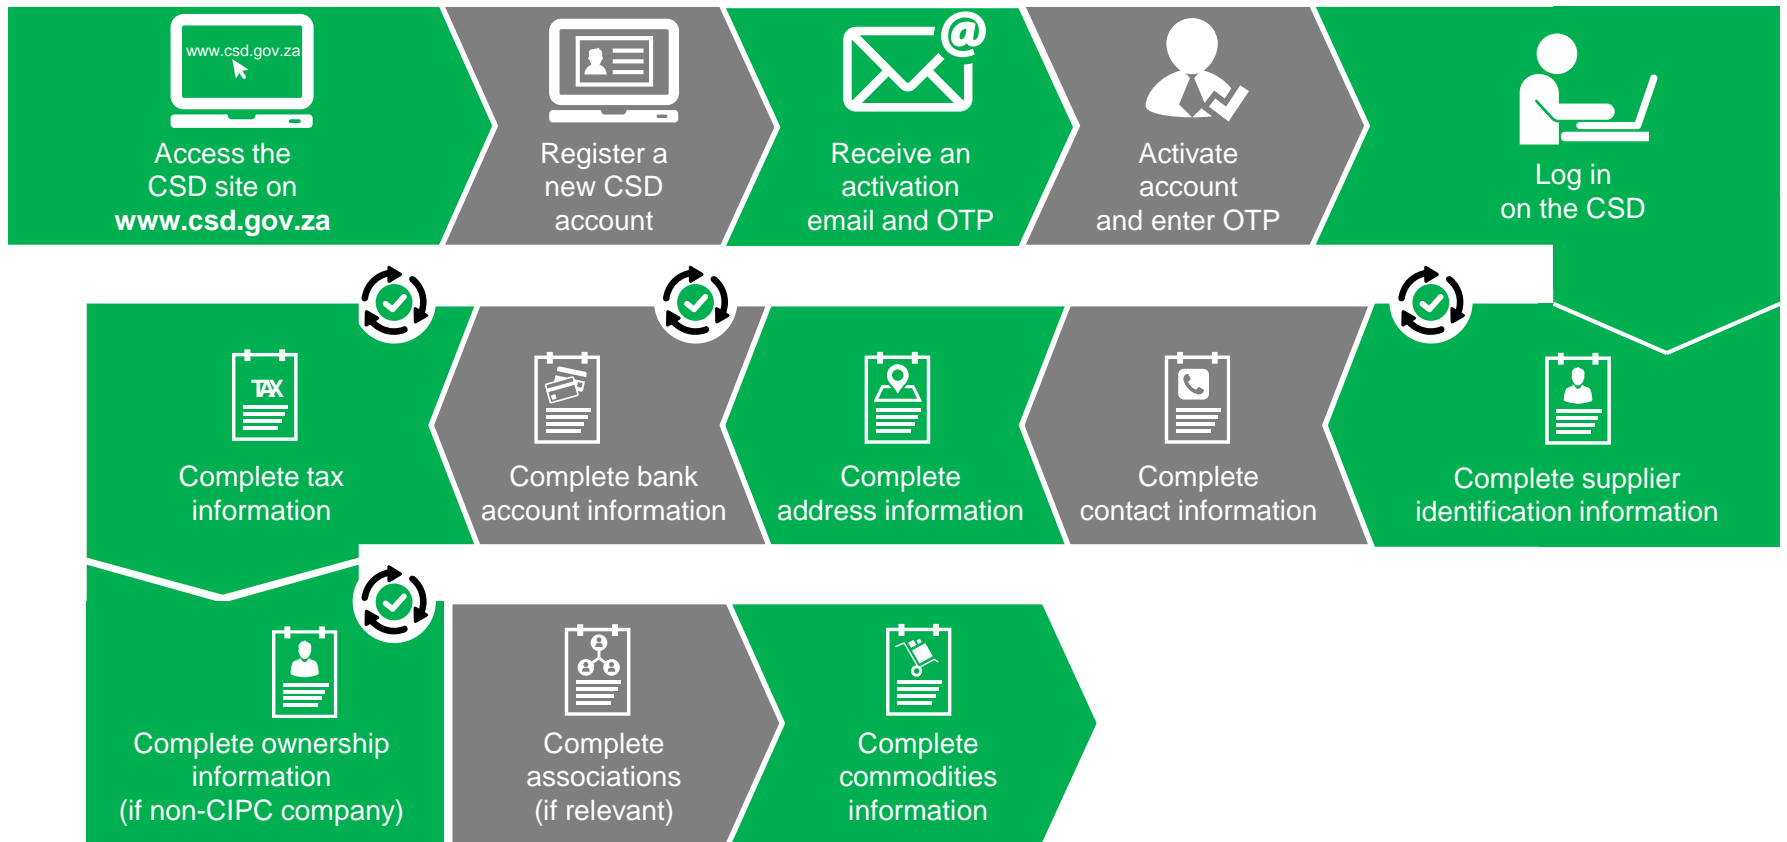 www.csd.gov.za
Access the
CSD site on
www.csd.gov.za
Register a
new CSD
account
@
Receive an
activation
email and OTP
Activate
account
and enter OTP
Log in
on the CSD
TAX
Complete tax
information
Complete bank
account information
Complete
address information
Complete
contact information
Complete supplier
identification information
Complete ownership
information
(if non-CIPC company)
Complete
associations
(if relevant)
Complete
commodities
information